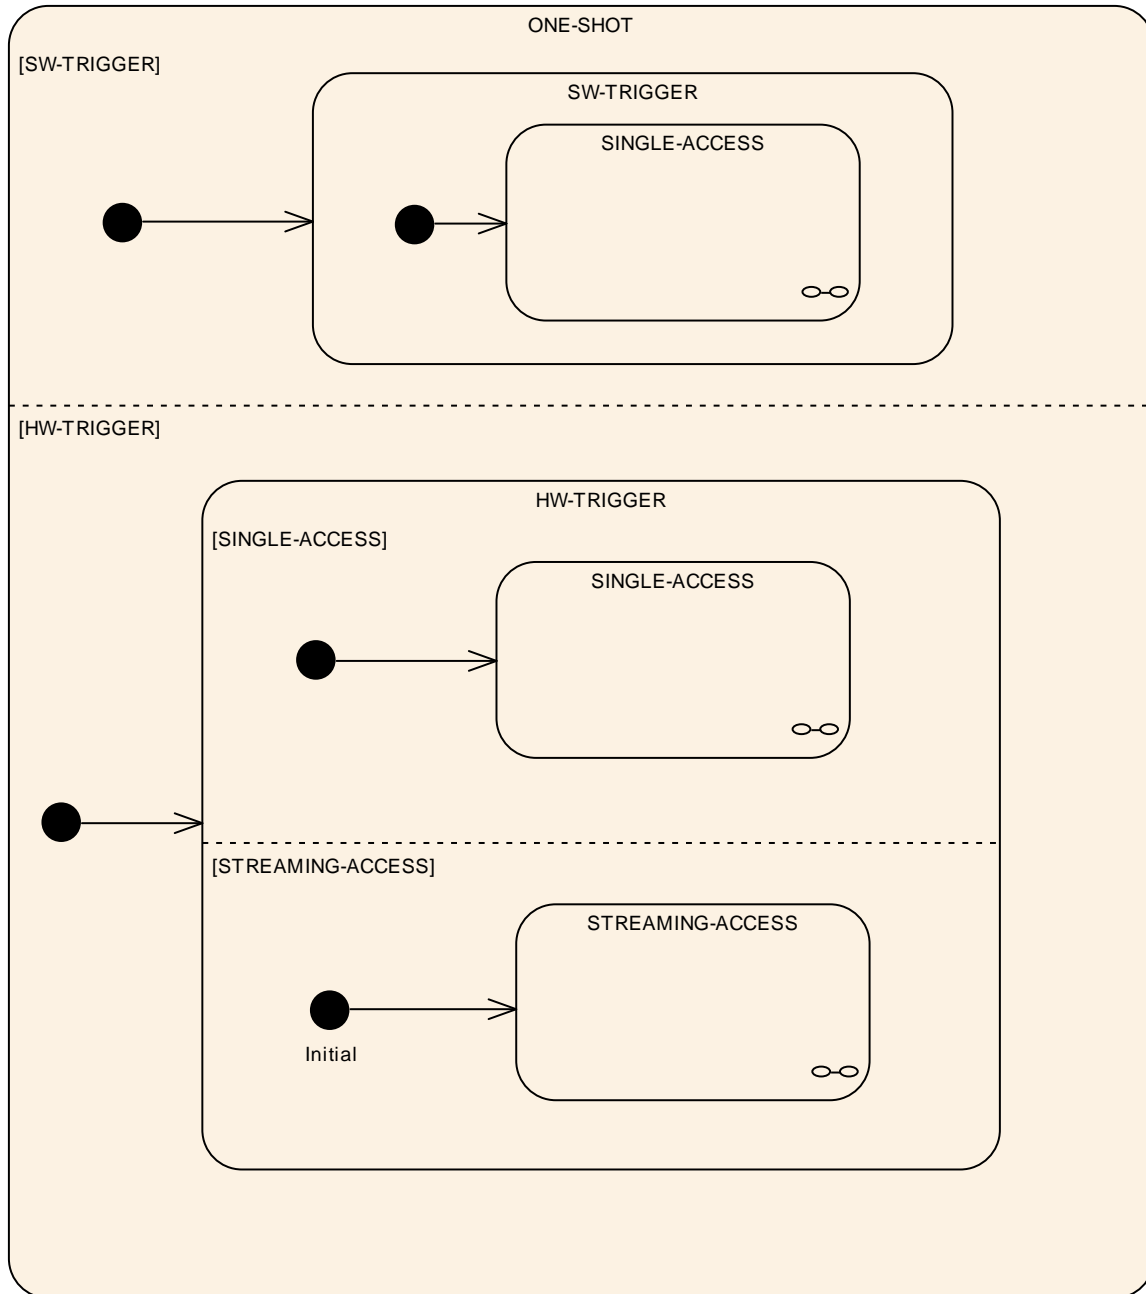 ONE-SHOT
[SW-TRIGGER]
SW-TRIGGER
SINGLE-ACCESS
[HW-TRIGGER]
HW-TRIGGER
[SINGLE-ACCESS]
SINGLE-ACCESS
[STREAMING-ACCESS]
STREAMING-ACCESS
Initial